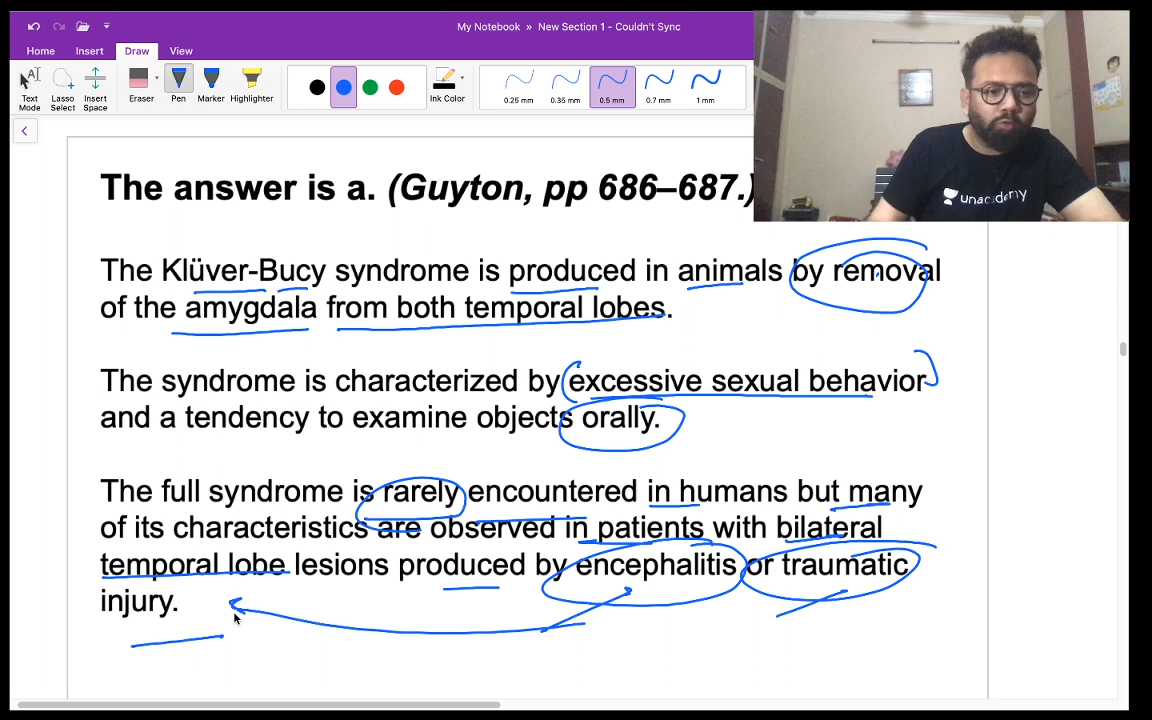 My Notebook » New Section 1 - Couldn't Sync
Home Insert Draw View
Text Mode
Lasso Select
Insert Space
Eraser
Pen
Marker
Highlighter
Ink Color
0.25 mm
0.35 mm
0.5 mm
0.7 mm
1 mm
unacademy
The answer is a. (Guyton, pp 686–687.)
The Klüver-Bucy syndrome is produced in animals by removal
of the amygdala from both temporal lobes.
The syndrome is characterized by excessive sexual behavior
and a tendency to examine objects orally.
The full syndrome is rarely encountered in humans but many
of its characteristics are observed in patients with bilateral
temporal lobe lesions produced by encephalitis or traumatic
injury.